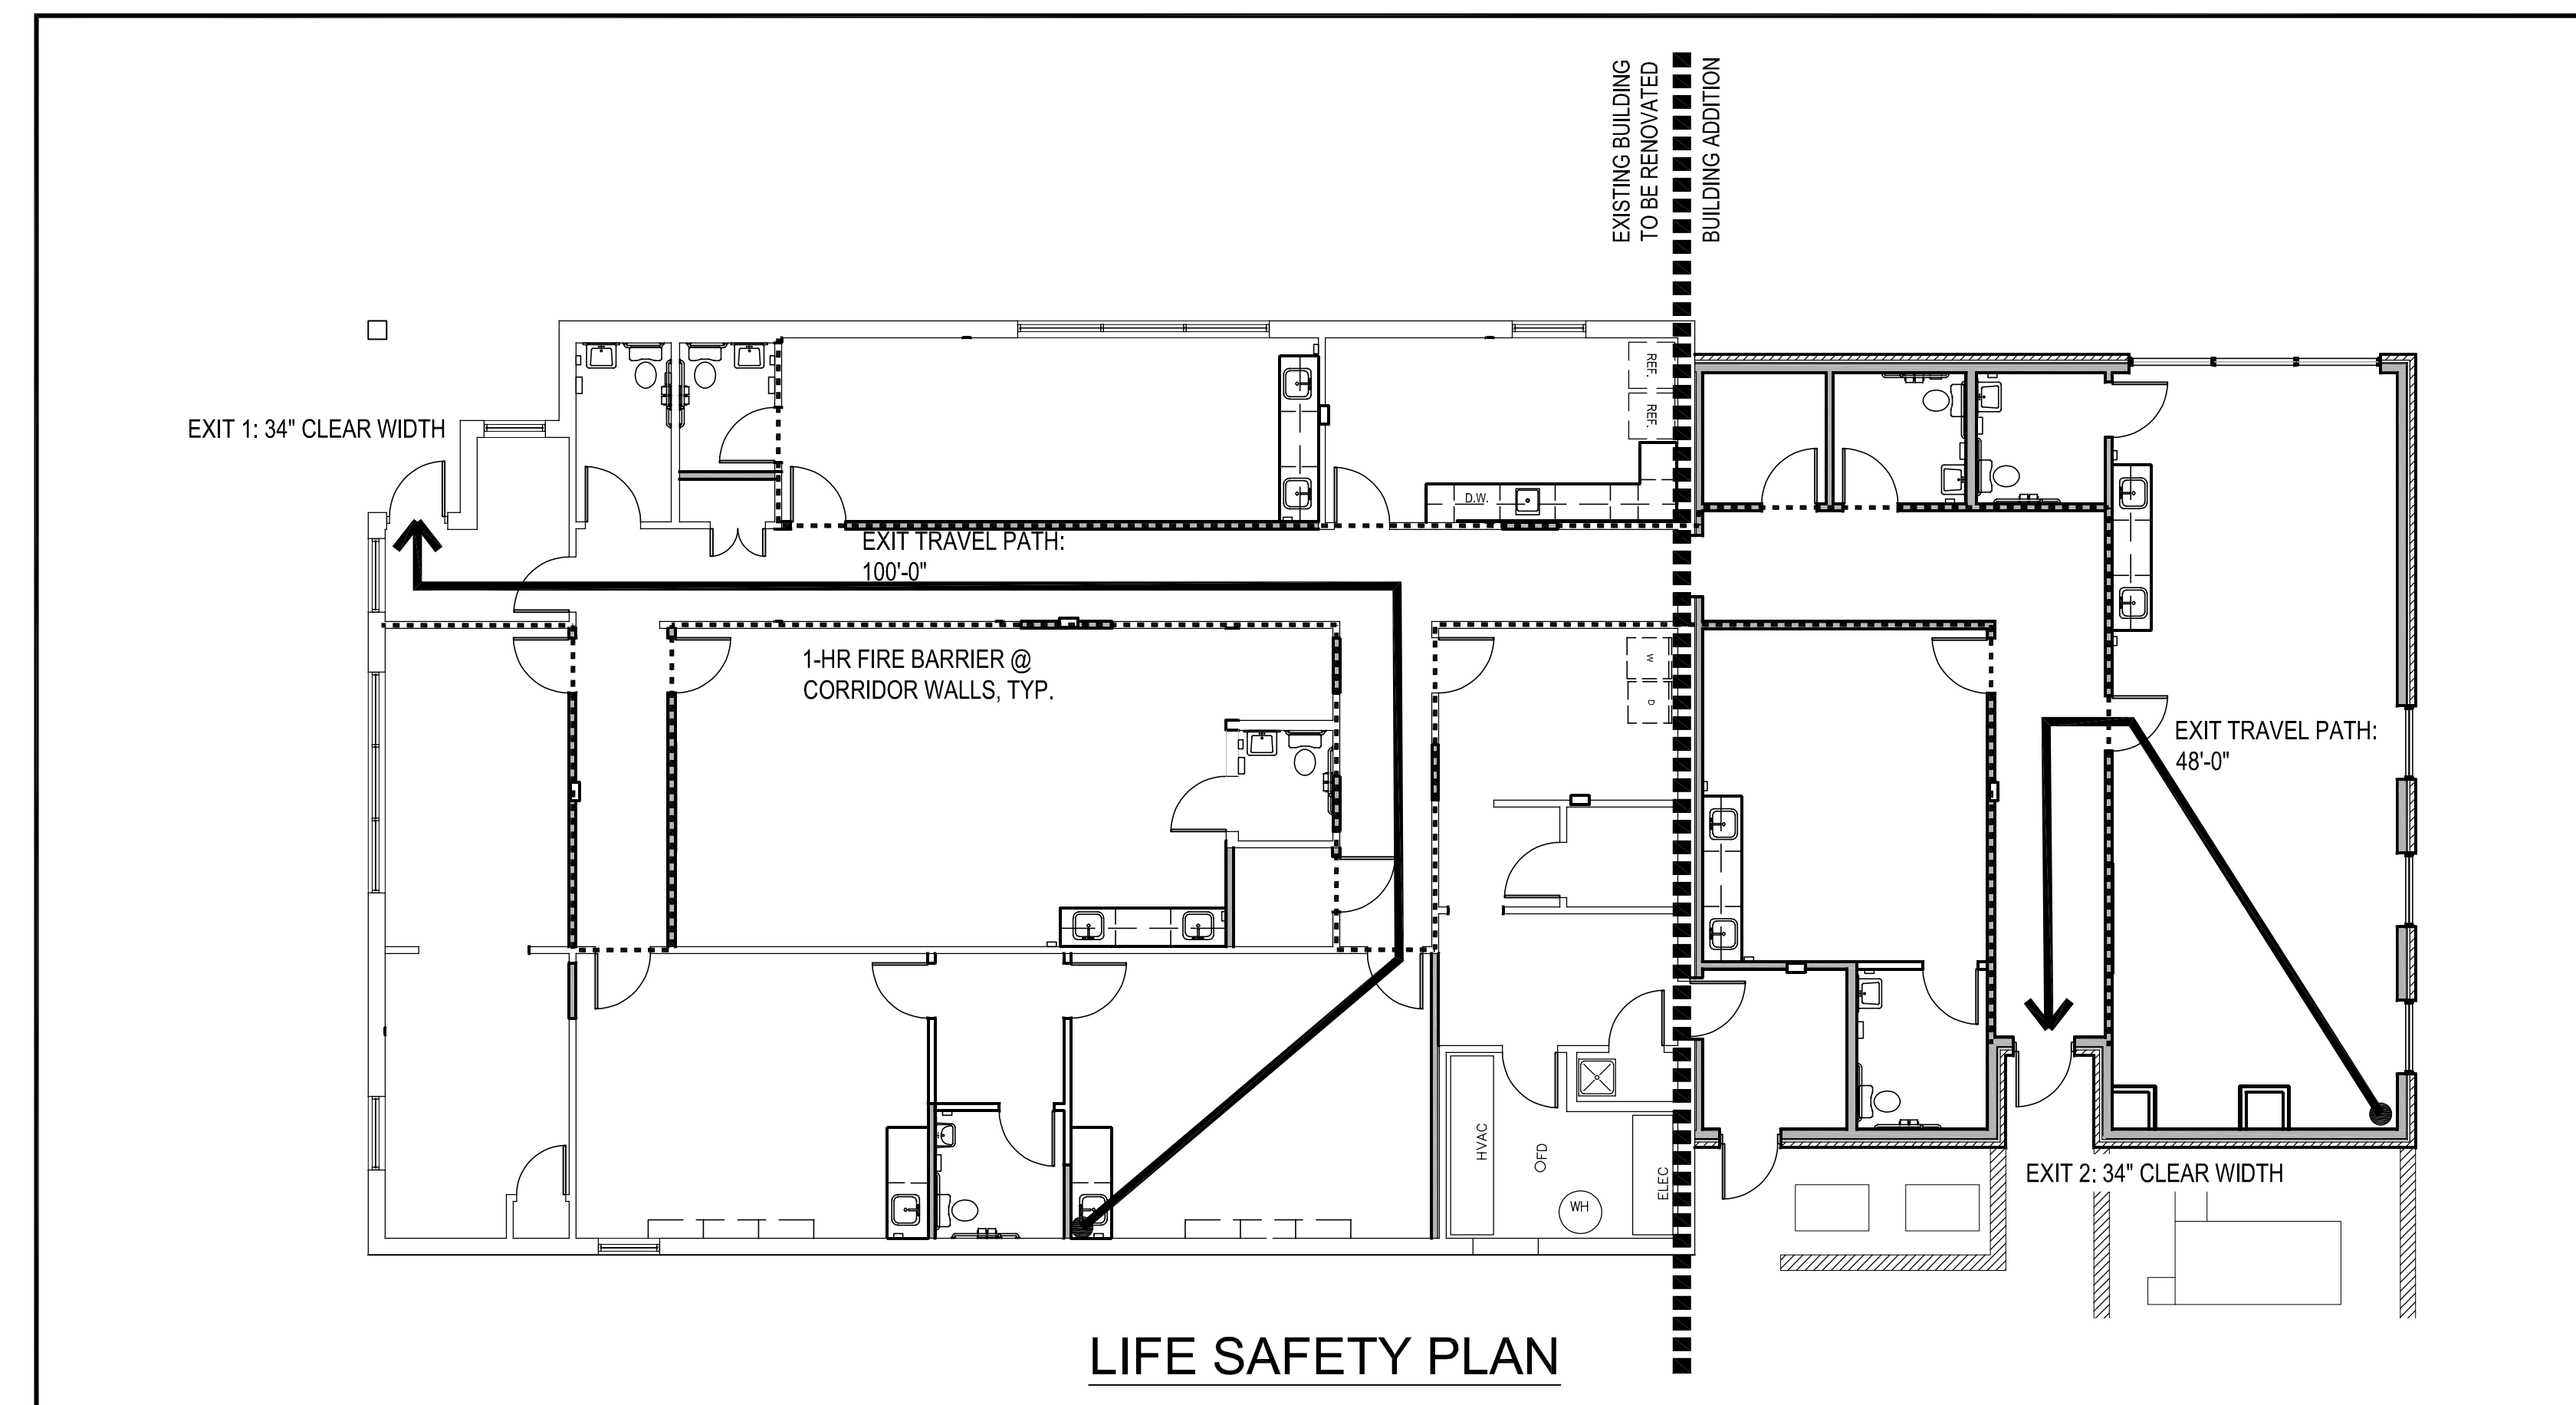 EXISTING BUILDING
TO BE RENOVATED
BUILDING ADDITION
EXIT 1: 34" CLEAR WIDTH
REF.
REF.
D.W.
EXIT TRAVEL PATH:
100'-0"
1-HR FIRE BARRIER @
CORRIDOR WALLS, TYP.
W
D
EXIT TRAVEL PATH:
48'-0"
HVAC
FD
WH
ELEC
EXIT 2: 34" CLEAR WIDTH
LIFE SAFETY PLAN